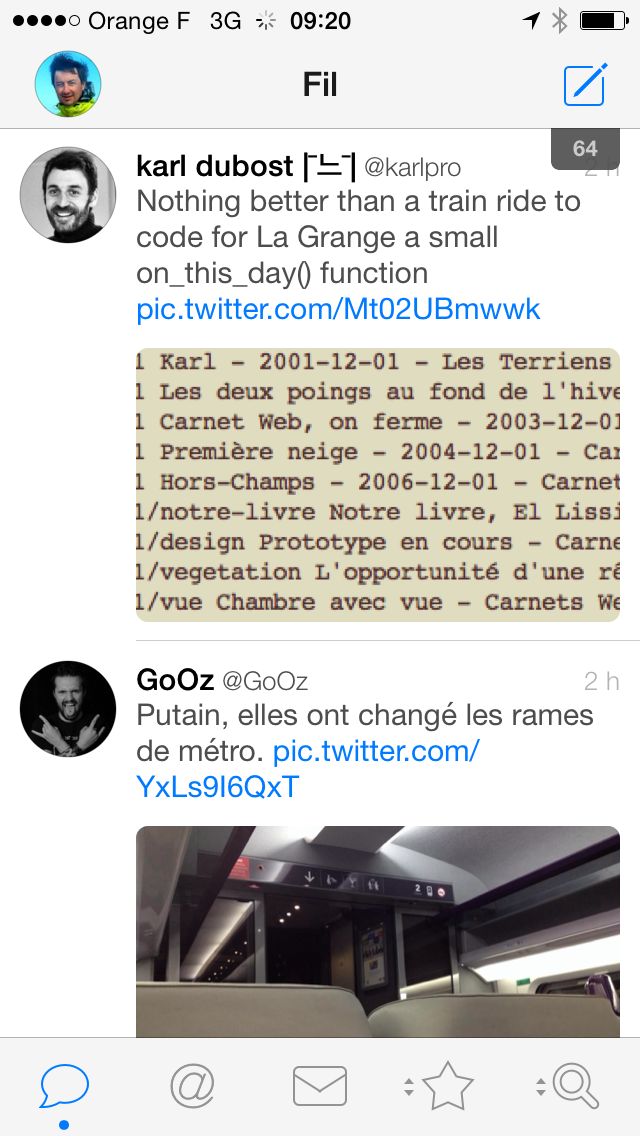 Orange F 3G 09:20
Fil
64
karl dubost |¯ᄂ¯| @karlpro 2 h
Nothing better than a train ride to
code for La Grange a small
on_this_day() function
pic.twitter.com/Mt02UBmwwk
1 Karl - 2001-12-01 - Les Terriens
1 Les deux poings au fond de l'hive
1 Carnet Web, on ferme - 2003-12-01
1 Première neige - 2004-12-01 - Car
1 Hors-Champs - 2006-12-01 - Carnet
1/notre-livre Notre livre, El Lissi
1/design Prototype en cours - Carne
1/vegetation L'opportunité d'une ré
1/vue Chambre avec vue - Carnets We
GoOz @GoOz 2 h
Putain, elles ont changé les rames
de métro. pic.twitter.com/
YxLs9I6QxT
2